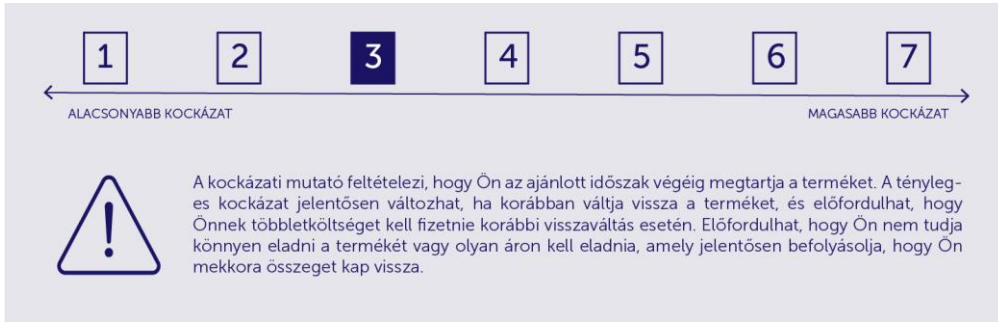 1 2 3 4 5 6 7
ALACSONYABB KOCKÁZAT MAGASABB KOCKÁZAT
A kockázati mutató feltételezi, hogy Ön az ajánlott időszak végéig megtartja a terméket. A tényleg-
es kockázat jelentősen változhat, ha korábban váltja vissza a terméket, és előfordulhat, hogy
Önnek többletköltséget kell fizetnie korábbi visszaváltás esetén. Előfordulhat, hogy Ön nem tudja
könnyen eladni a termékét vagy olyan áron kell eladnia, amely jelentősen befolyásolja, hogy Ön
mekkora összeget kap vissza.